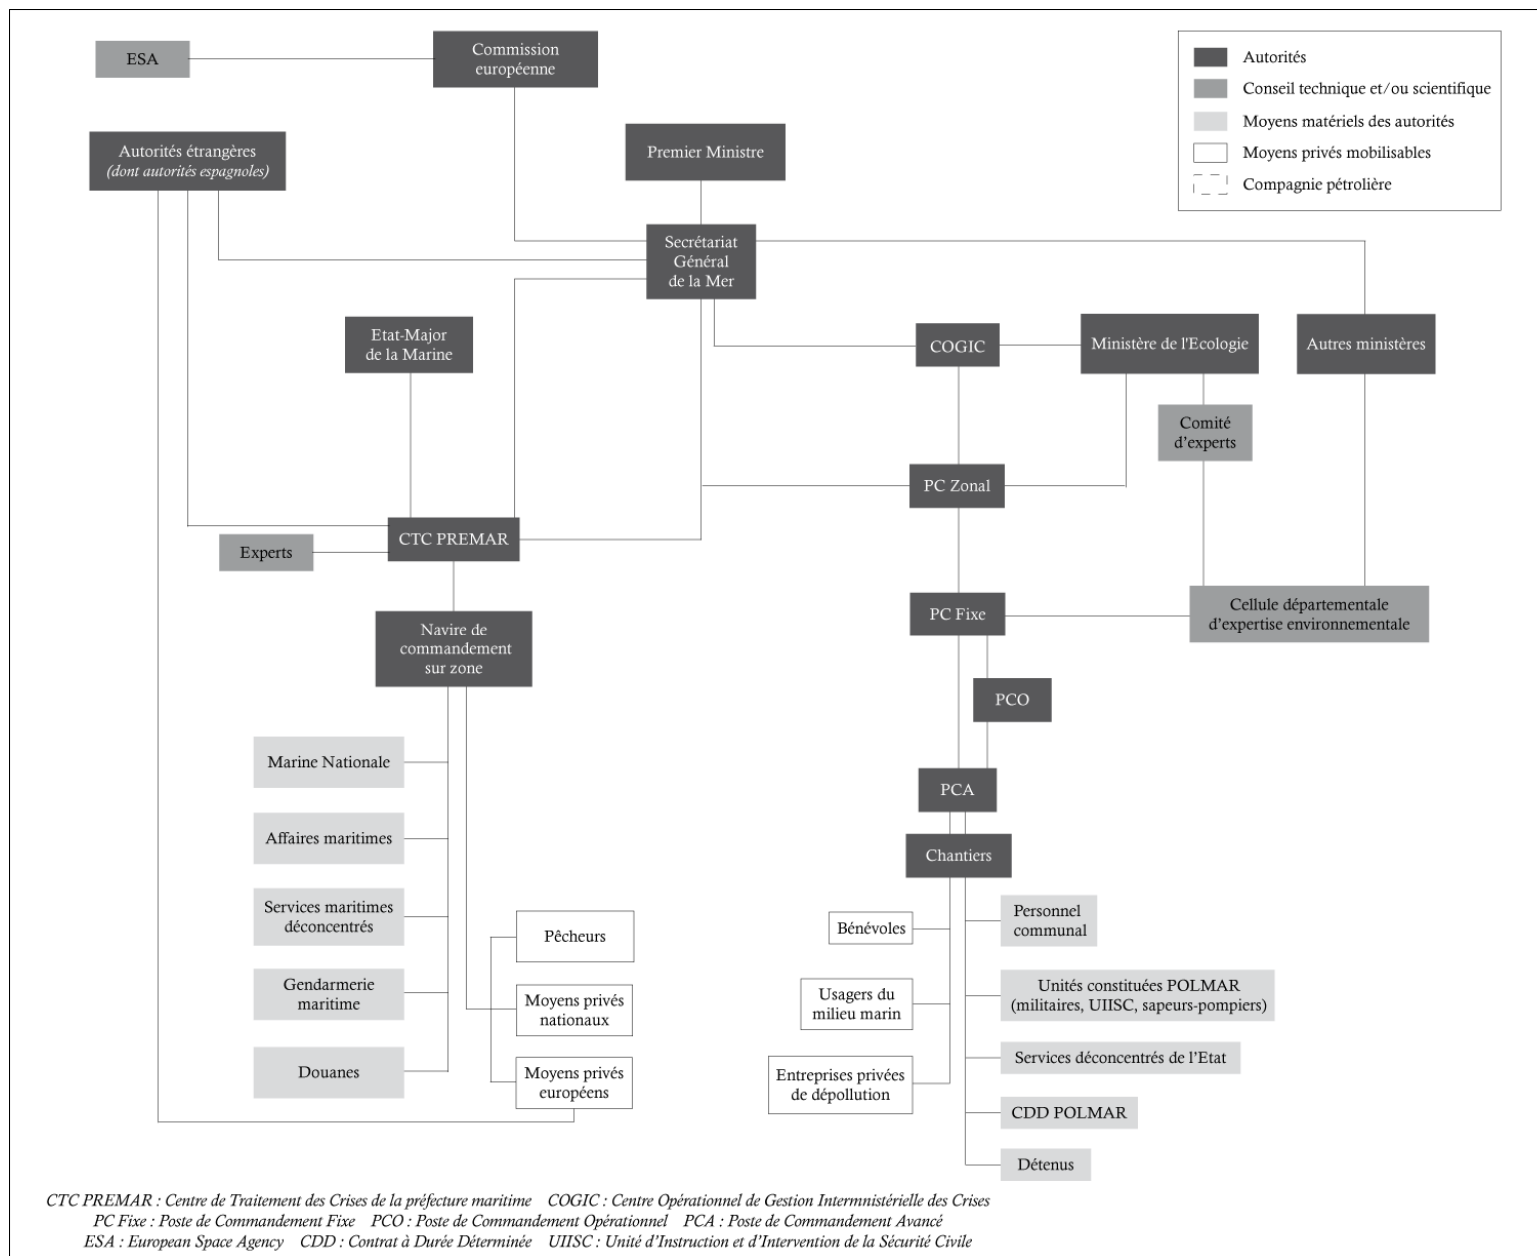 ESA
Commission
européenne
Autorités
Conseil technique et/ou scientifique
Moyens matériels des autorités
Moyens privés mobilisables
Compagnie pétrolière
Autorités étrangères
(dont autorités espagnoles)
Premier Ministre
Secrétariat
Général
de la Mer
Etat-Major
de la Marine
COGIC
Ministère de l'Ecologie
Autres ministères
Comité
d'experts
PC Zonal
CTC PREMAR
Experts
Navire de
commandement
sur zone
PC Fixe
Cellule départementale
d'expertise environnementale
PCO
PCA
Chantiers
Marine Nationale
Affaires maritimes
Services maritimes
déconcentrés
Gendarmerie
maritime
Douanes
Pêcheurs
Moyens privés
nationaux
Moyens privés
européens
Bénévoles
Usagers du
milieu marin
Entreprises privées
de dépollution
Personnel
communal
Unités constituées POLMAR
(militaires, UIISC, sapeurs-pompiers)
Services déconcentrés de l'Etat
CDD POLMAR
Détenus
CTC PREMAR : Centre de Traitement des Crises de la préfecture maritime COGIC : Centre Opérationnel de Gestion Intermnistérielle des Crises
PC Fixe : Poste de Commandement Fixe PCO : Poste de Commandement Opérationnel PCA : Poste de Commandement Avancé
ESA : European Space Agency CDD : Contrat à Durée Déterminée UIISC : Unité d'Instruction et d'Intervention de la Sécurité Civile